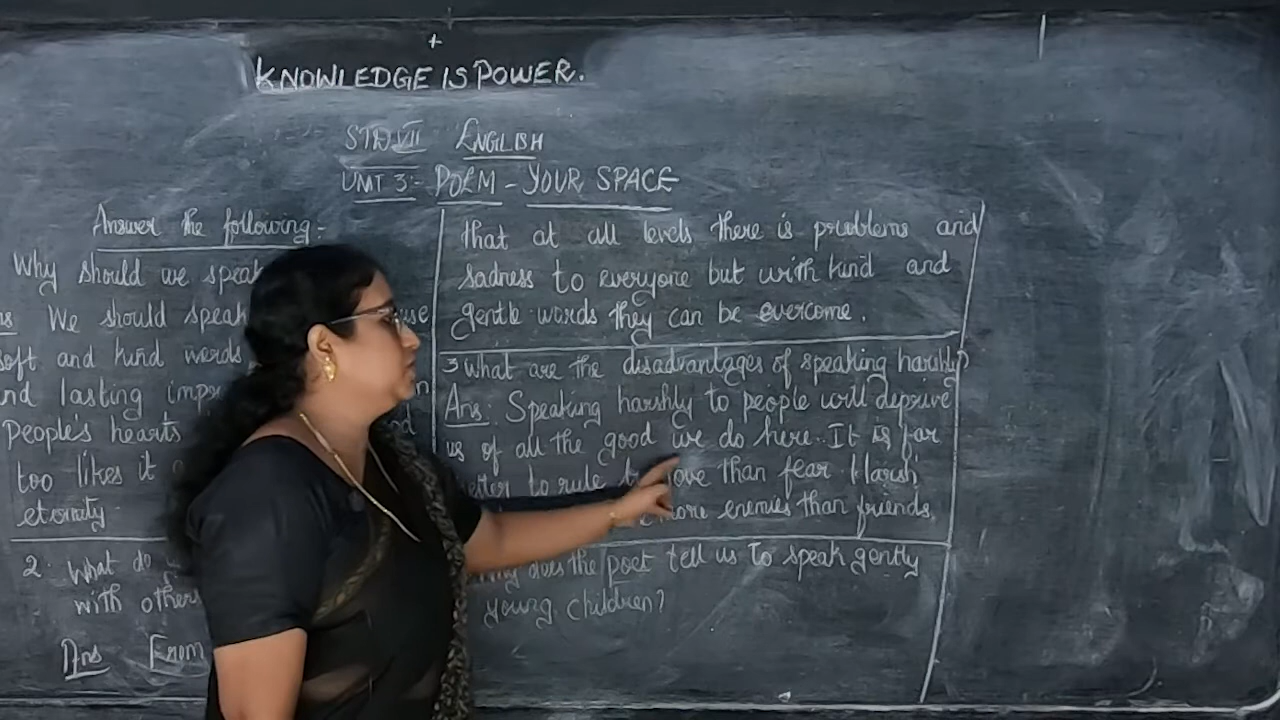 KNOWLEDGE IS POWER.
STD VII ENGLISH
UNIT 3:- POEM - YOUR SPACE
Answer the following:-
Why should we speak
Ans We should speak
soft and kind words
and lasting
People's hearts
too likes it
eternity
2. What do
with others
Ans From
that at all levels there is problems and
sadness to everyone but with kind and
gentle words they can be overcome.
3 What are the disadvantages of speaking harshly?
Ans: Speaking harshly to people will deprive
us of all the good we do here. It is far
better to rule by love than fear. Harsh
more enemies than friends.
Why does the poet tell us to speak gently
young children?